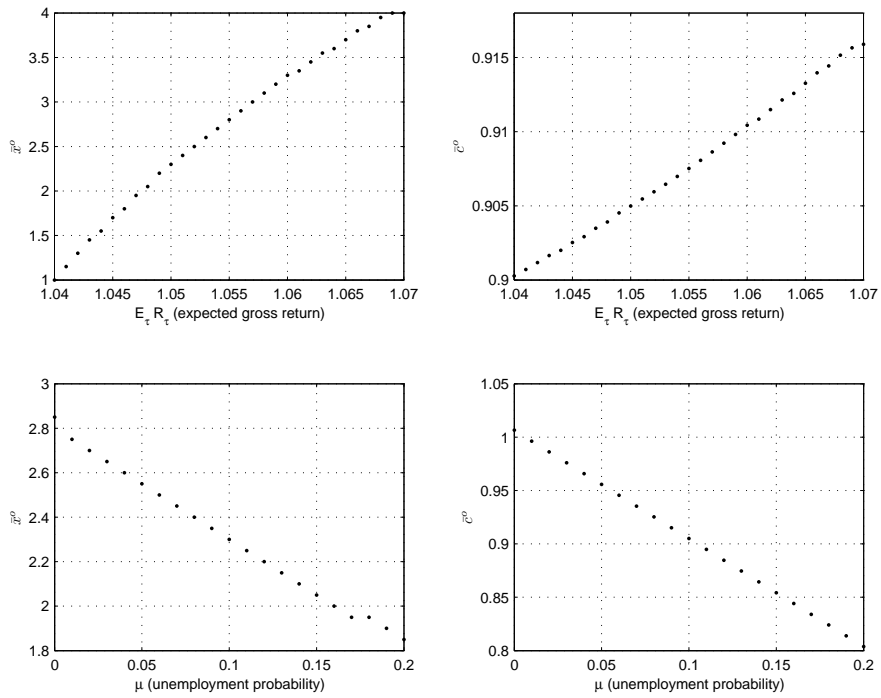 4
3.5
3
2.5
2
1.5
1
x̄ᵒ
1.04 1.045 1.05 1.055 1.06 1.065 1.07
E_τ R_τ (expected gross return)
0.915
0.91
0.905
0.9
c̄ᵒ
1.04 1.045 1.05 1.055 1.06 1.065 1.07
E_τ R_τ (expected gross return)
3
2.8
2.6
2.4
2.2
2
1.8
x̄ᵒ
0 0.05 0.1 0.15 0.2
μ (unemployment probability)
1.05
1
0.95
0.9
0.85
0.8
c̄ᵒ
0 0.05 0.1 0.15 0.2
μ (unemployment probability)